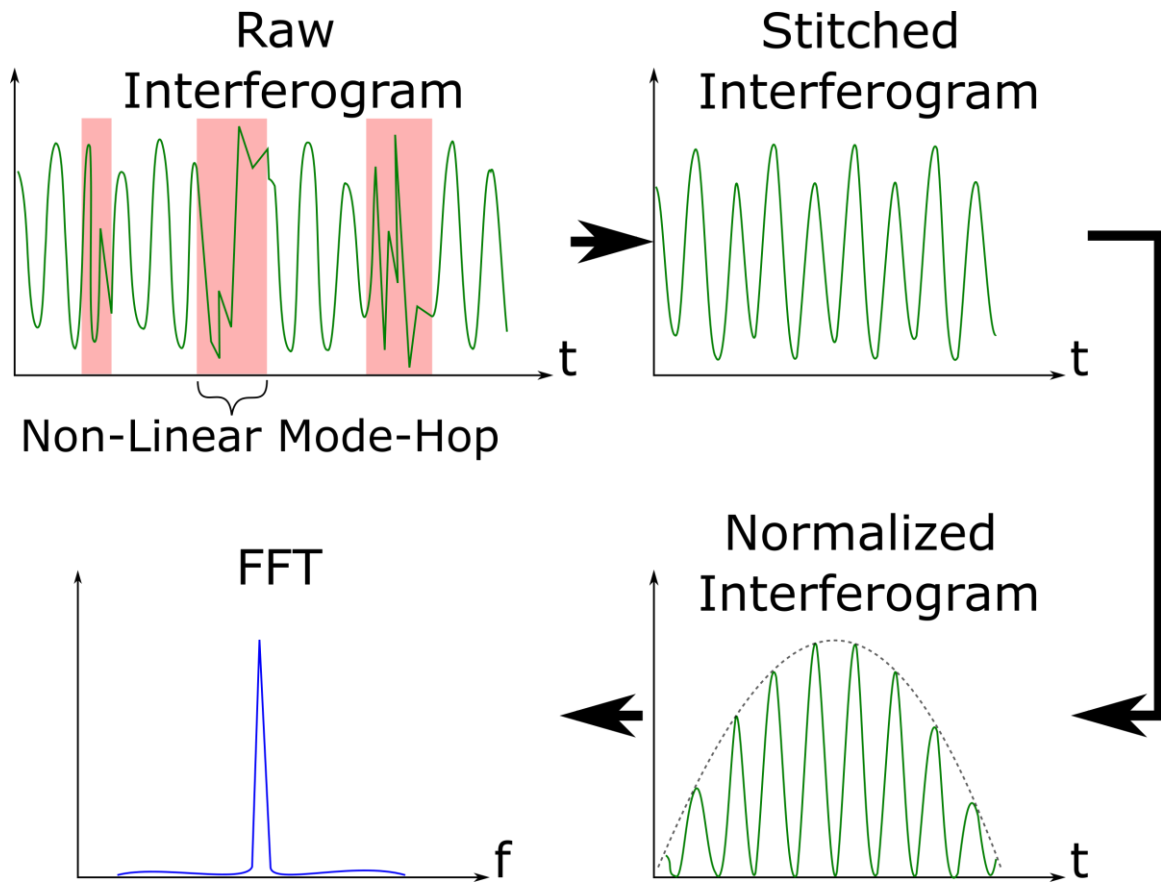 Raw
Interferogram
t
Non-Linear Mode-Hop
Stitched
Interferogram
t
Normalized
Interferogram
t
FFT
f